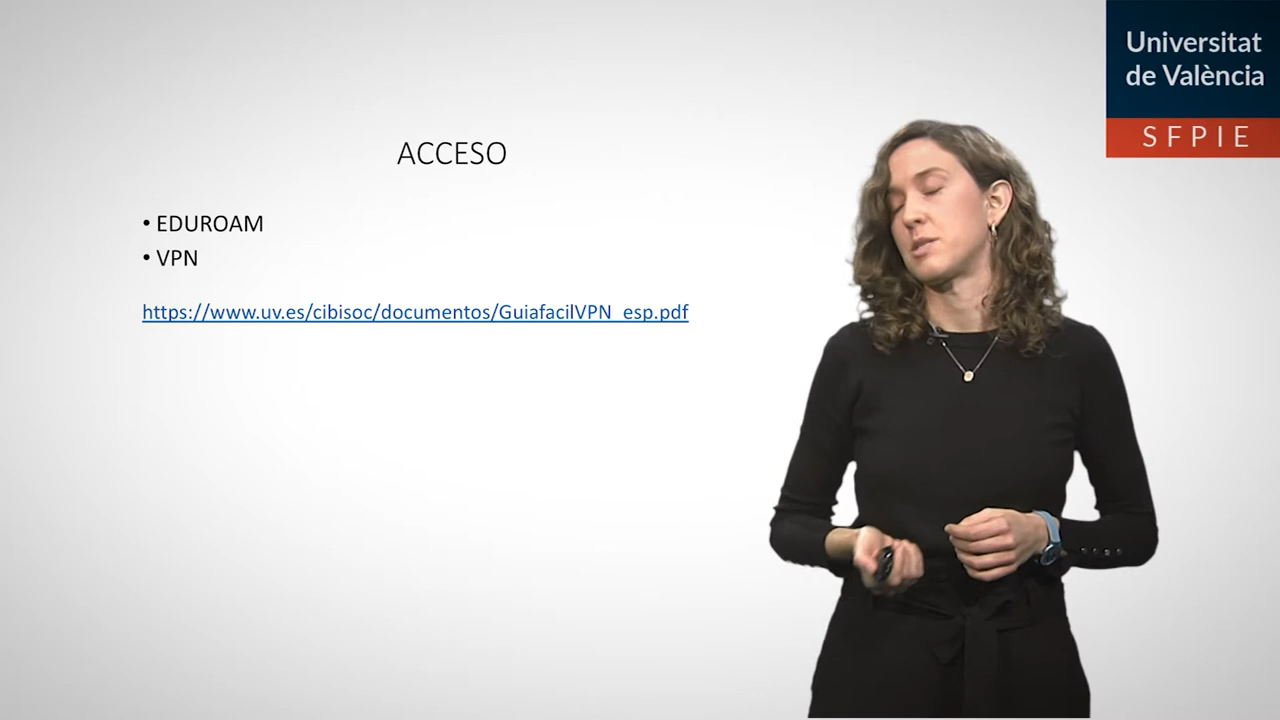 Universitat
de València
SFPIE
ACCESO
• EDUROAM
• VPN
https://www.uv.es/cibisoc/documentos/GuiafacilVPN_esp.pdf